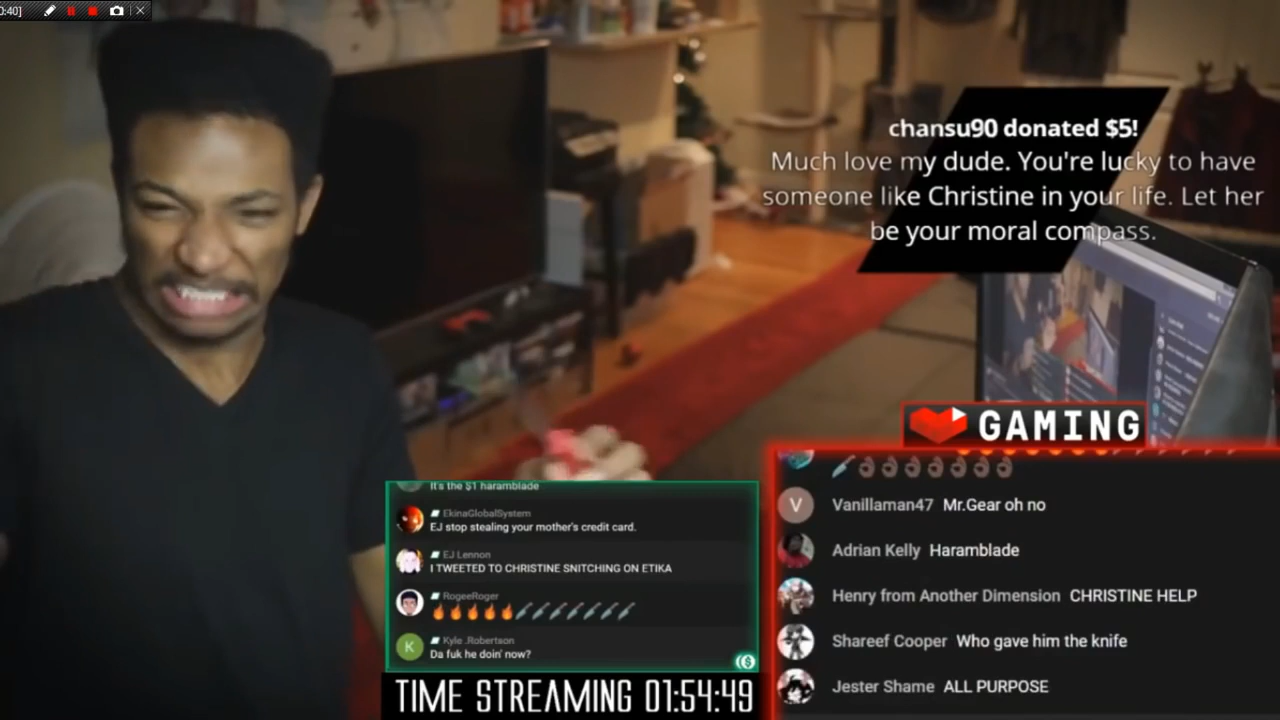 0:40]
chansu90 donated $5!
Much love my dude. You're lucky to have
someone like Christine in your life. Let her
be your moral compass.
GAMING
It's the $1 haramblade
EkinaGlobalSystem
EJ stop stealing your mother's credit card.
EJ Lennon
I TWEETED TO CHRISTINE SNITCHING ON ETIKA
RogeeRoger
🔥🔥🔥🔥🔥🔪🔪🔪🔪🔪🔪🔪
K Kyle .Robertson
Da fuk he doin' now?
TIME STREAMING 01:54:49
🔪👌🏾👌🏾👌🏾👌🏾👌🏾👌🏾👌🏾
V Vanillaman47 Mr.Gear oh no
Adrian Kelly Haramblade
Henry from Another Dimension CHRISTINE HELP
Shareef Cooper Who gave him the knife
Jester Shame ALL PURPOSE